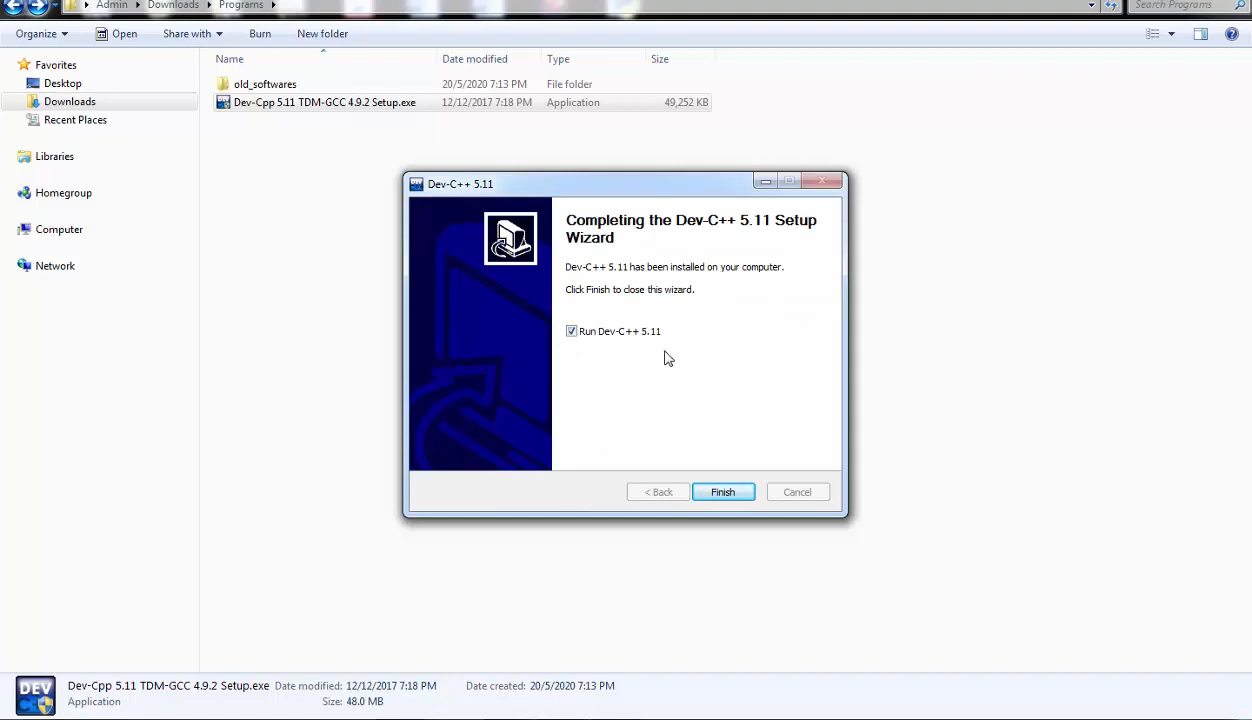 Admin Downloads Programs Search Programs
Organize Open Share with Burn New folder
Name Date modified Type Size
Favorites
Desktop
Downloads
Recent Places
Libraries
Homegroup
Computer
Network
old_softwares 20/5/2020 7:13 PM File folder
Dev-Cpp 5.11 TDM-GCC 4.9.2 Setup.exe 12/12/2017 7:18 PM Application 49,252 KB
Dev-C++ 5.11
Completing the Dev-C++ 5.11 Setup
Wizard
Dev-C++ 5.11 has been installed on your computer.
Click Finish to close this wizard.
Run Dev-C++ 5.11
< Back Finish Cancel
DEV
Dev-Cpp 5.11 TDM-GCC 4.9.2 Setup.exe Date modified: 12/12/2017 7:18 PM Date created: 20/5/2020 7:13 PM
Application Size: 48.0 MB